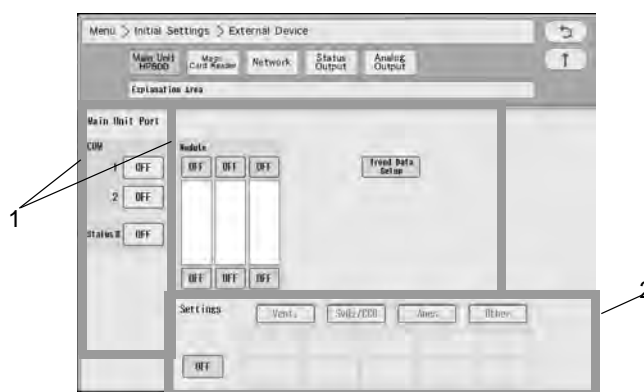 Menu > Initial Settings > External Device
Main Unit
HP800
Magn.
Card Reader
Network
Status
Output
Analog
Output
Explanation Area
Main Unit Port
COM
Module
1 OFF
OFF OFF OFF
Trend Data
Setup
1
2 OFF
Status II OFF
OFF OFF OFF
2
Settings
Vent.
SvO2/CCO
Anes.
Other
OFF